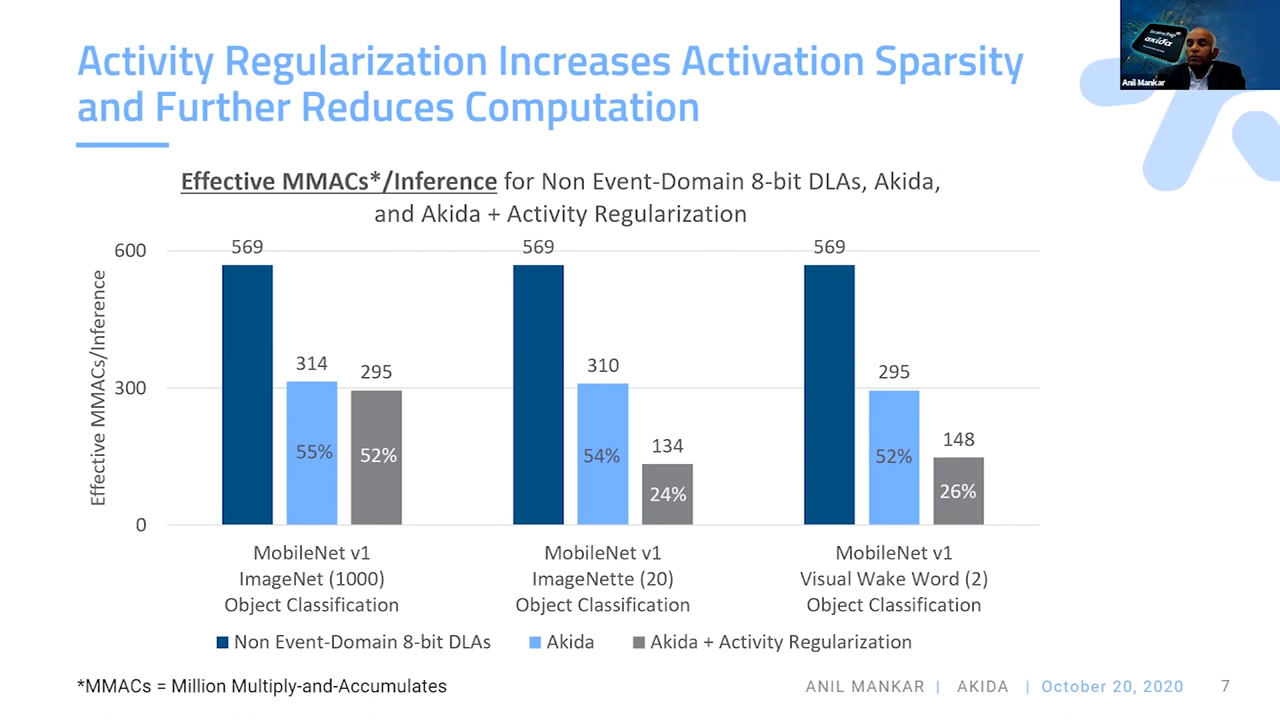 Activity Regularization Increases Activation Sparsity
and Further Reduces Computation
brainchip
akida
Anil Mankar
Effective MMACs*/Inference for Non Event-Domain 8-bit DLAs, Akida,
and Akida + Activity Regularization
Effective MMACs/Inference
600
300
0
569
314
295
55%
52%
569
310
134
54%
24%
569
295
148
52%
26%
MobileNet v1
ImageNet (1000)
Object Classification
MobileNet v1
ImageNette (20)
Object Classification
MobileNet v1
Visual Wake Word (2)
Object Classification
Non Event-Domain 8-bit DLAs
Akida
Akida + Activity Regularization
*MMACs = Million Multiply-and-Accumulates
ANIL MANKAR | AKIDA | October 20, 2020 7